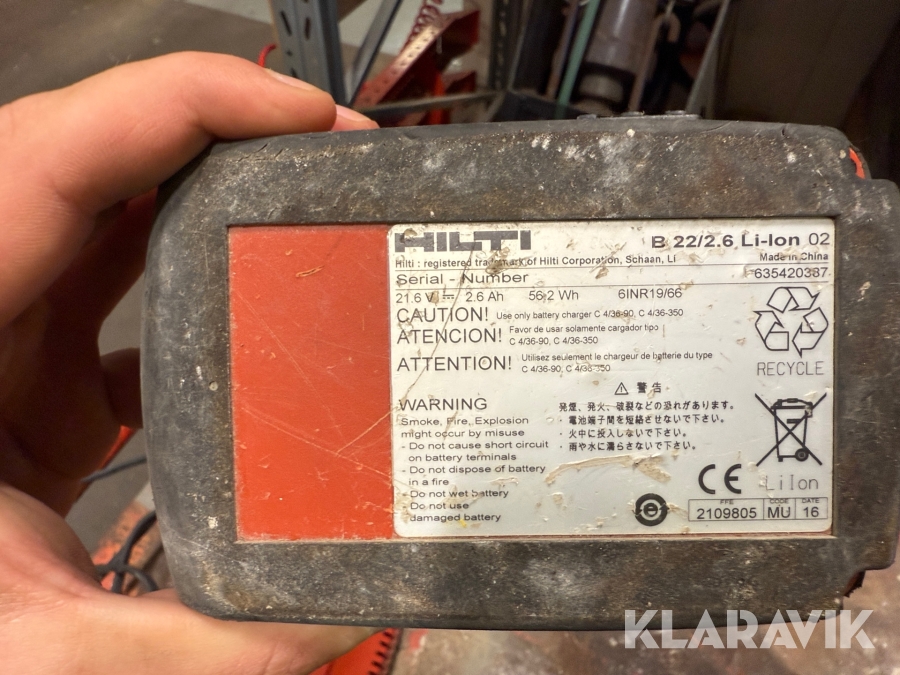 HILTI
B 22/2.6 Li-Ion 02
Hilti : registered trademark of Hilti Corporation, Schaan, Li
Made in China
Serial - Number
635420387
21.6 V 2.6 Ah 56.2 Wh 6INR19/66
CAUTION! Use only battery charger C 4/36-90, C 4/36-350
ATENCION! Favor de usar solamente cargador tipo
C 4/36-90, C 4/36-350
ATTENTION! Utilisez seulement le chargeur de batterie du type
C 4/36-90, C 4/36-350
RECYCLE
WARNING
Smoke, Fire, Explosion
might occur by misuse
- Do not cause short circuit
on battery terminals
- Do not dispose of battery
in a fire
- Do not wet battery
- Do not use
damaged battery
⚠ 警告
発煙、発火、破裂などの恐れがあります。
・電池端子間を短絡させないで下さい。
・火中に投入しないで下さい。
・雨や水に濡らさないで下さい。
CE
LiIon
FFE CODE DATE
2109805 MU 16
KLARAVIK